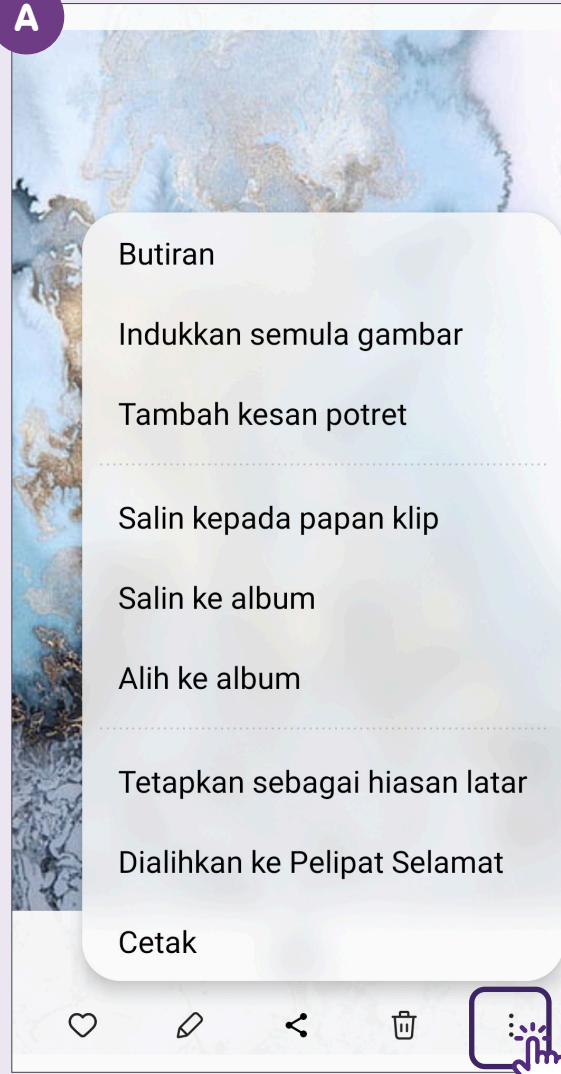 A
Butiran
Indukkan semula gambar
Tambah kesan potret
Salin kepada papan klip
Salin ke album
Alih ke album
Tetapkan sebagai hiasan latar
Dialihkan ke Pelipat Selamat
Cetak